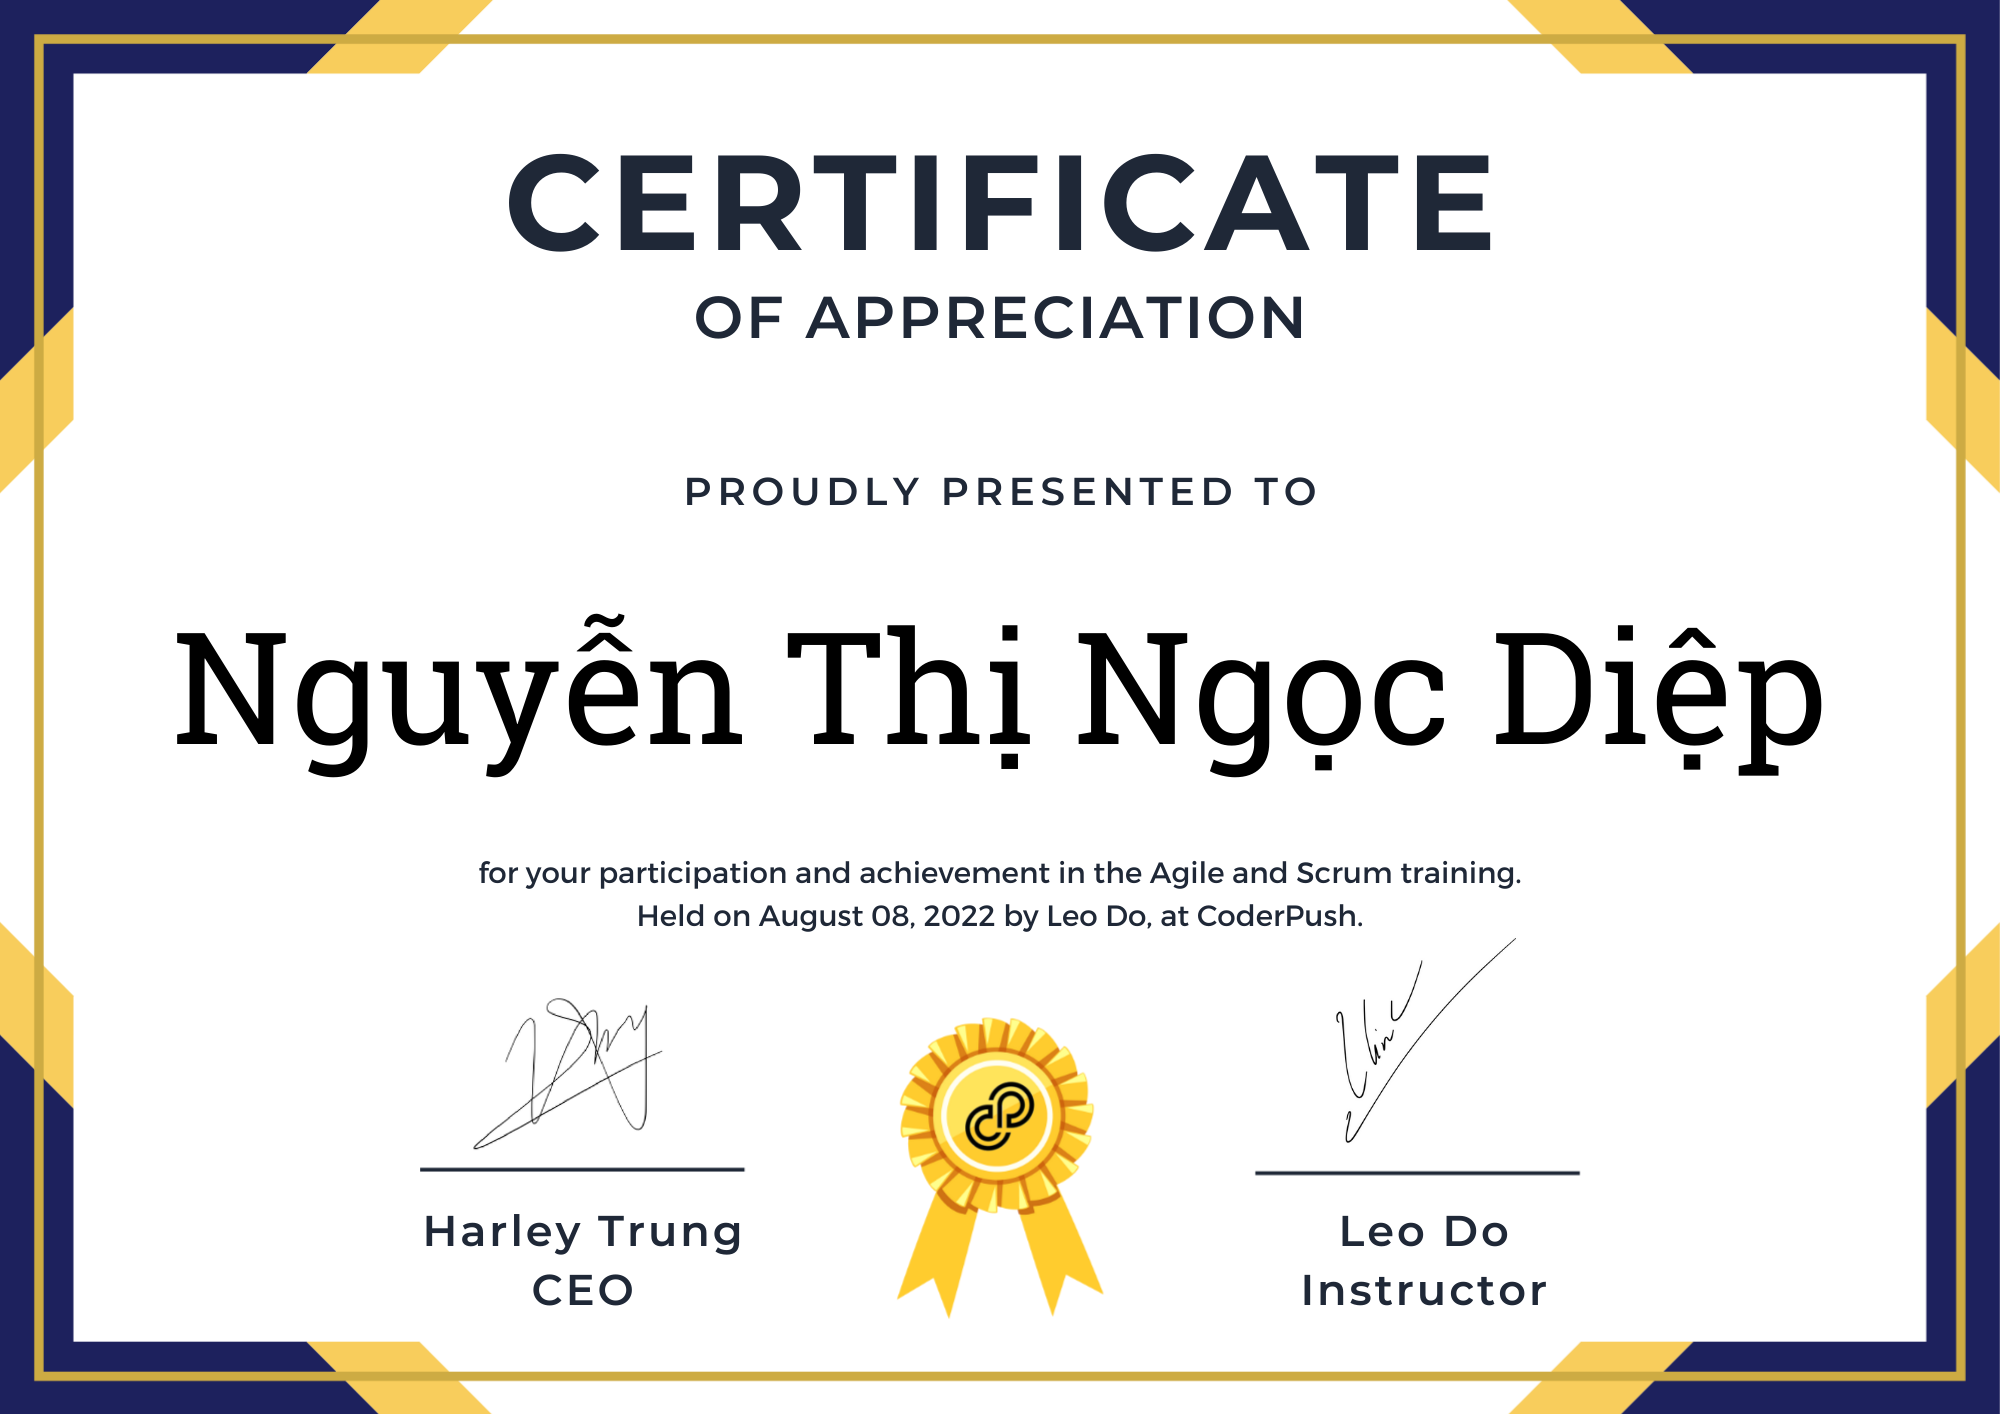 CERTIFICATE
OF APPRECIATION
PROUDLY PRESENTED TO
Nguyễn Thị Ngọc Diệp
for your participation and achievement in the Agile and Scrum training.
Held on August 08, 2022 by Leo Do, at CoderPush.
Harley Trung
CEO
Leo Do
Instructor